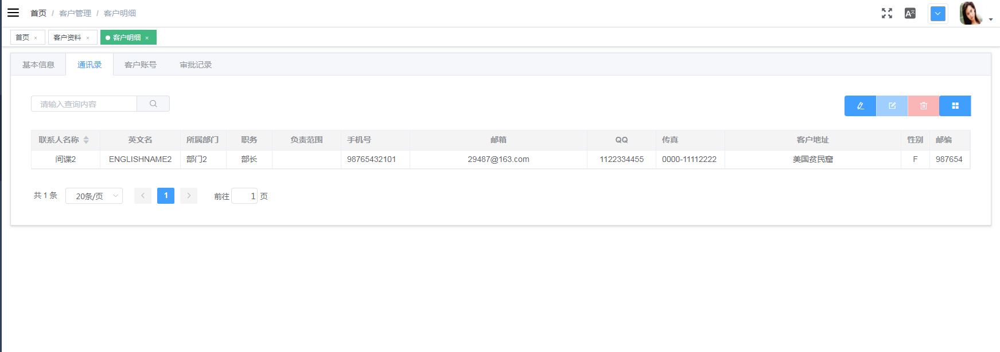 首页 / 客户管理 / 客户明细
首页 × 客户资料 × 客户明细 ×
基本信息 通讯录 客户账号 审批记录
请输入查询内容
联系人名称 英文名 所属部门 职务 负责范围 手机号 邮箱 QQ 传真 客户地址 性别 邮编
间谍2 ENGLISHNAME2 部门2 部长 98765432101 29487@163.com 1122334455 0000-11112222 美国贫民窟 F 987654
共 1 条 20条/页 < 1 > 前往 1 页